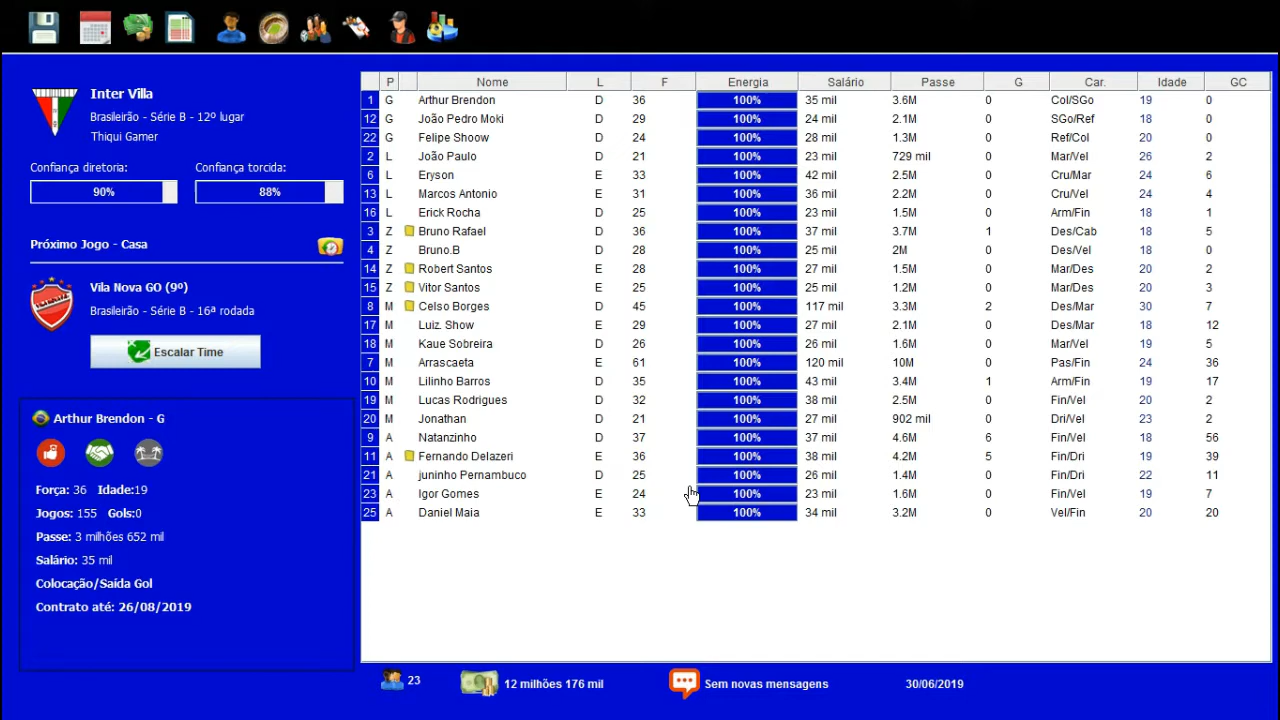 Inter Villa
Brasileirão - Série B - 12º lugar
Thiqui Gamer
Confiança diretoria: Confiança torcida:
90% 88%
Próximo Jogo - Casa
Vila Nova GO (9º)
Brasileirão - Série B - 16ª rodada
Escalar Time
Arthur Brendon - G
Força: 36 Idade:19
Jogos: 155 Gols:0
Passe: 3 milhões 652 mil
Salário: 35 mil
Colocação/Saída Gol
Contrato até: 26/08/2019
P Nome L F Energia Salário Passe G Car. Idade GC
1 G Arthur Brendon D 36 100% 35 mil 3.6M 0 Col/SGo 19 0
12 G João Pedro Moki D 29 100% 24 mil 2.1M 0 SGo/Ref 18 0
22 G Felipe Shoow D 24 100% 28 mil 1.3M 0 Ref/Col 20 0
2 L João Paulo D 21 100% 23 mil 729 mil 0 Mar/Vel 26 2
6 L Eryson E 33 100% 42 mil 2.5M 0 Cru/Mar 24 6
13 L Marcos Antonio E 31 100% 36 mil 2.2M 0 Cru/Vel 24 4
16 L Erick Rocha D 25 100% 23 mil 1.5M 0 Arm/Fin 18 1
3 Z Bruno Rafael D 36 100% 37 mil 3.7M 1 Des/Cab 18 5
4 Z Bruno.B D 28 100% 25 mil 2M 0 Des/Vel 18 0
14 Z Robert Santos E 28 100% 27 mil 1.5M 0 Mar/Des 20 2
15 Z Vitor Santos E 25 100% 25 mil 1.2M 0 Mar/Des 20 3
8 M Celso Borges D 45 100% 117 mil 3.3M 2 Des/Mar 30 7
17 M Luiz. Show E 29 100% 27 mil 2.1M 0 Des/Mar 18 12
18 M Kaue Sobreira D 26 100% 26 mil 1.6M 0 Mar/Vel 19 5
7 M Arrascaeta E 61 100% 120 mil 10M 0 Pas/Fin 24 36
10 M Lilinho Barros D 35 100% 43 mil 3.4M 1 Arm/Fin 19 17
19 M Lucas Rodrigues D 32 100% 38 mil 2.5M 0 Fin/Vel 20 2
20 M Jonathan D 21 100% 27 mil 902 mil 0 Dri/Vel 23 2
9 A Natanzinho D 37 100% 37 mil 4.6M 6 Fin/Vel 18 56
11 A Fernando Delazeri E 36 100% 38 mil 4.2M 5 Fin/Dri 19 39
21 A juninho Pernambuco D 25 100% 26 mil 1.4M 0 Fin/Dri 22 11
23 A Igor Gomes E 24 100% 23 mil 1.6M 0 Fin/Vel 19 7
25 A Daniel Maia E 33 100% 34 mil 3.2M 0 Vel/Fin 20 20
23 12 milhões 176 mil Sem novas mensagens 30/06/2019